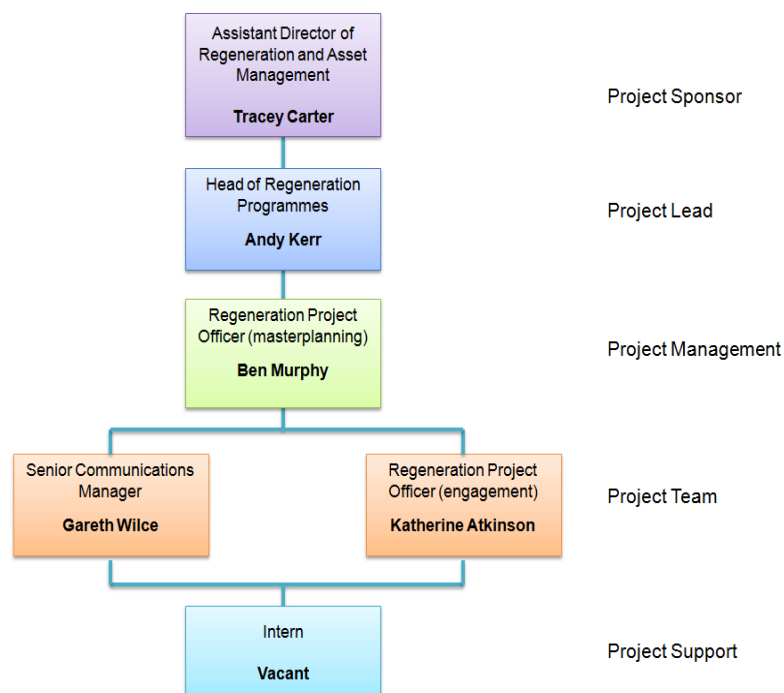 Assistant Director of
Regeneration and Asset
Management
Tracey Carter
Project Sponsor
Head of Regeneration
Programmes
Andy Kerr
Project Lead
Regeneration Project
Officer (masterplanning)
Ben Murphy
Project Management
Senior Communications
Manager
Gareth Wilce
Regeneration Project
Officer (engagement)
Katherine Atkinson
Project Team
Intern
Vacant
Project Support